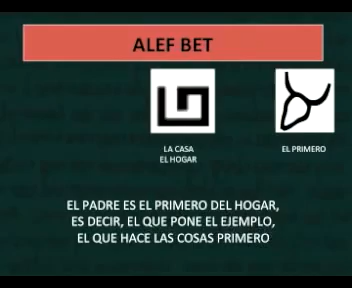 ALEF BET
LA CASA
EL HOGAR
EL PRIMERO
EL PADRE ES EL PRIMERO DEL HOGAR,
ES DECIR, EL QUE PONE EL EJEMPLO,
EL QUE HACE LAS COSAS PRIMERO